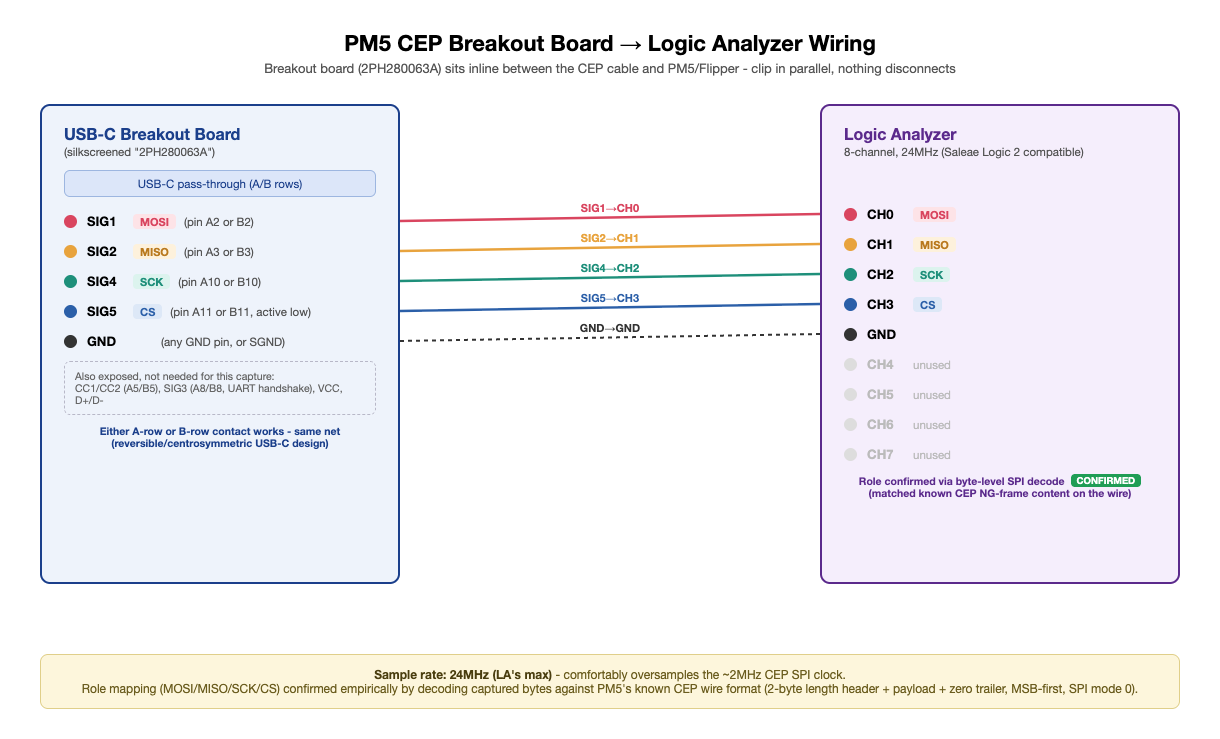 PM5 CEP Breakout Board → Logic Analyzer Wiring
Breakout board (2PH280063A) sits inline between the CEP cable and PM5/Flipper - clip in parallel, nothing disconnects
USB-C Breakout Board
(silkscreened "2PH280063A")
USB-C pass-through (A/B rows)
SIG1 MOSI (pin A2 or B2)
SIG2 MISO (pin A3 or B3)
SIG4 SCK (pin A10 or B10)
SIG5 CS (pin A11 or B11, active low)
GND (any GND pin, or SGND)
Also exposed, not needed for this capture:
CC1/CC2 (A5/B5), SIG3 (A8/B8, UART handshake), VCC,
D+/D-
Either A-row or B-row contact works - same net
(reversible/centrosymmetric USB-C design)
SIG1→CH0
SIG2→CH1
SIG4→CH2
SIG5→CH3
GND→GND
Logic Analyzer
8-channel, 24MHz (Saleae Logic 2 compatible)
CH0 MOSI
CH1 MISO
CH2 SCK
CH3 CS
GND
CH4 unused
CH5 unused
CH6 unused
CH7 unused
Role confirmed via byte-level SPI decode CONFIRMED
(matched known CEP NG-frame content on the wire)
Sample rate: 24MHz (LA's max) - comfortably oversamples the ~2MHz CEP SPI clock.
Role mapping (MOSI/MISO/SCK/CS) confirmed empirically by decoding captured bytes against PM5's known CEP wire format (2-byte length header + payload + zero trailer, MSB-first, SPI mode 0).